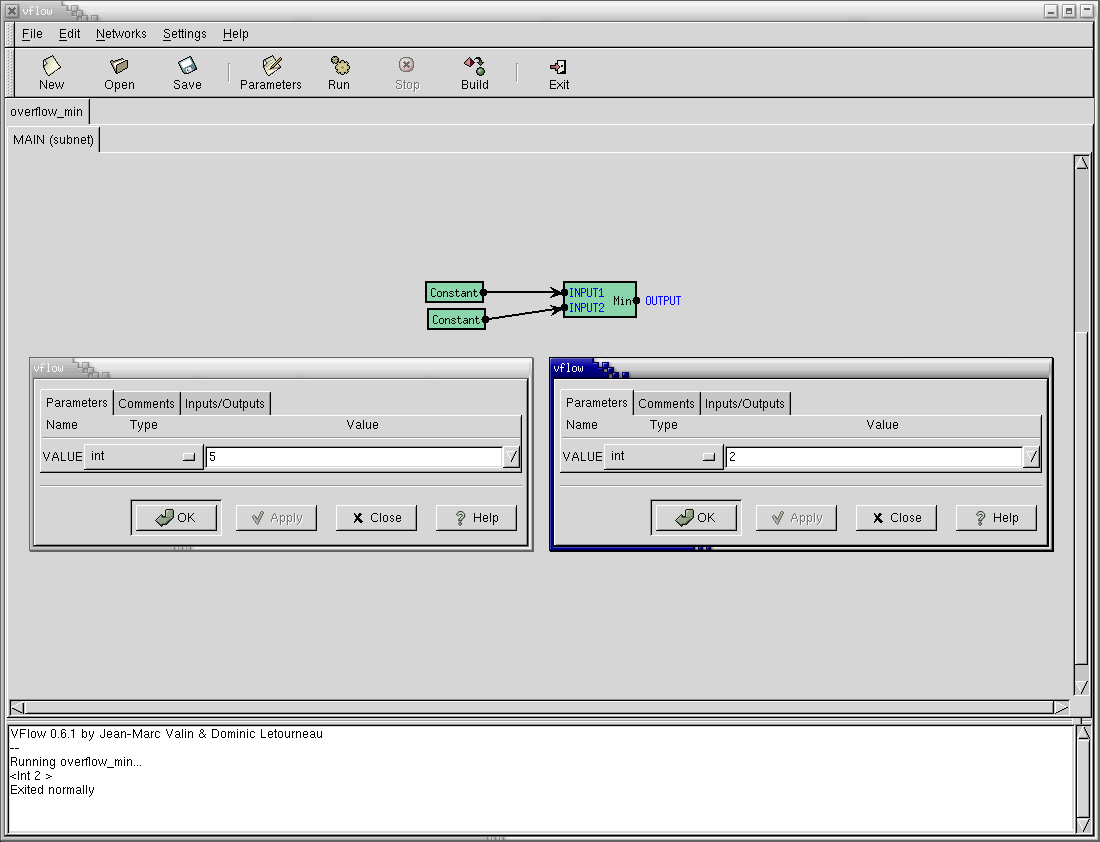 vflow
File Edit Networks Settings Help
New Open Save Parameters Run Stop Build Exit
overflow_min
MAIN (subnet)
Constant INPUT1 Min OUTPUT
Constant INPUT2
vflow
Parameters Comments Inputs/Outputs
Name Type Value
VALUE int 5
OK Apply Close Help
vflow
Parameters Comments Inputs/Outputs
Name Type Value
VALUE int 2
OK Apply Close Help
VFlow 0.6.1 by Jean-Marc Valin & Dominic Letourneau
--
Running overflow_min...
<Int 2 >
Exited normally